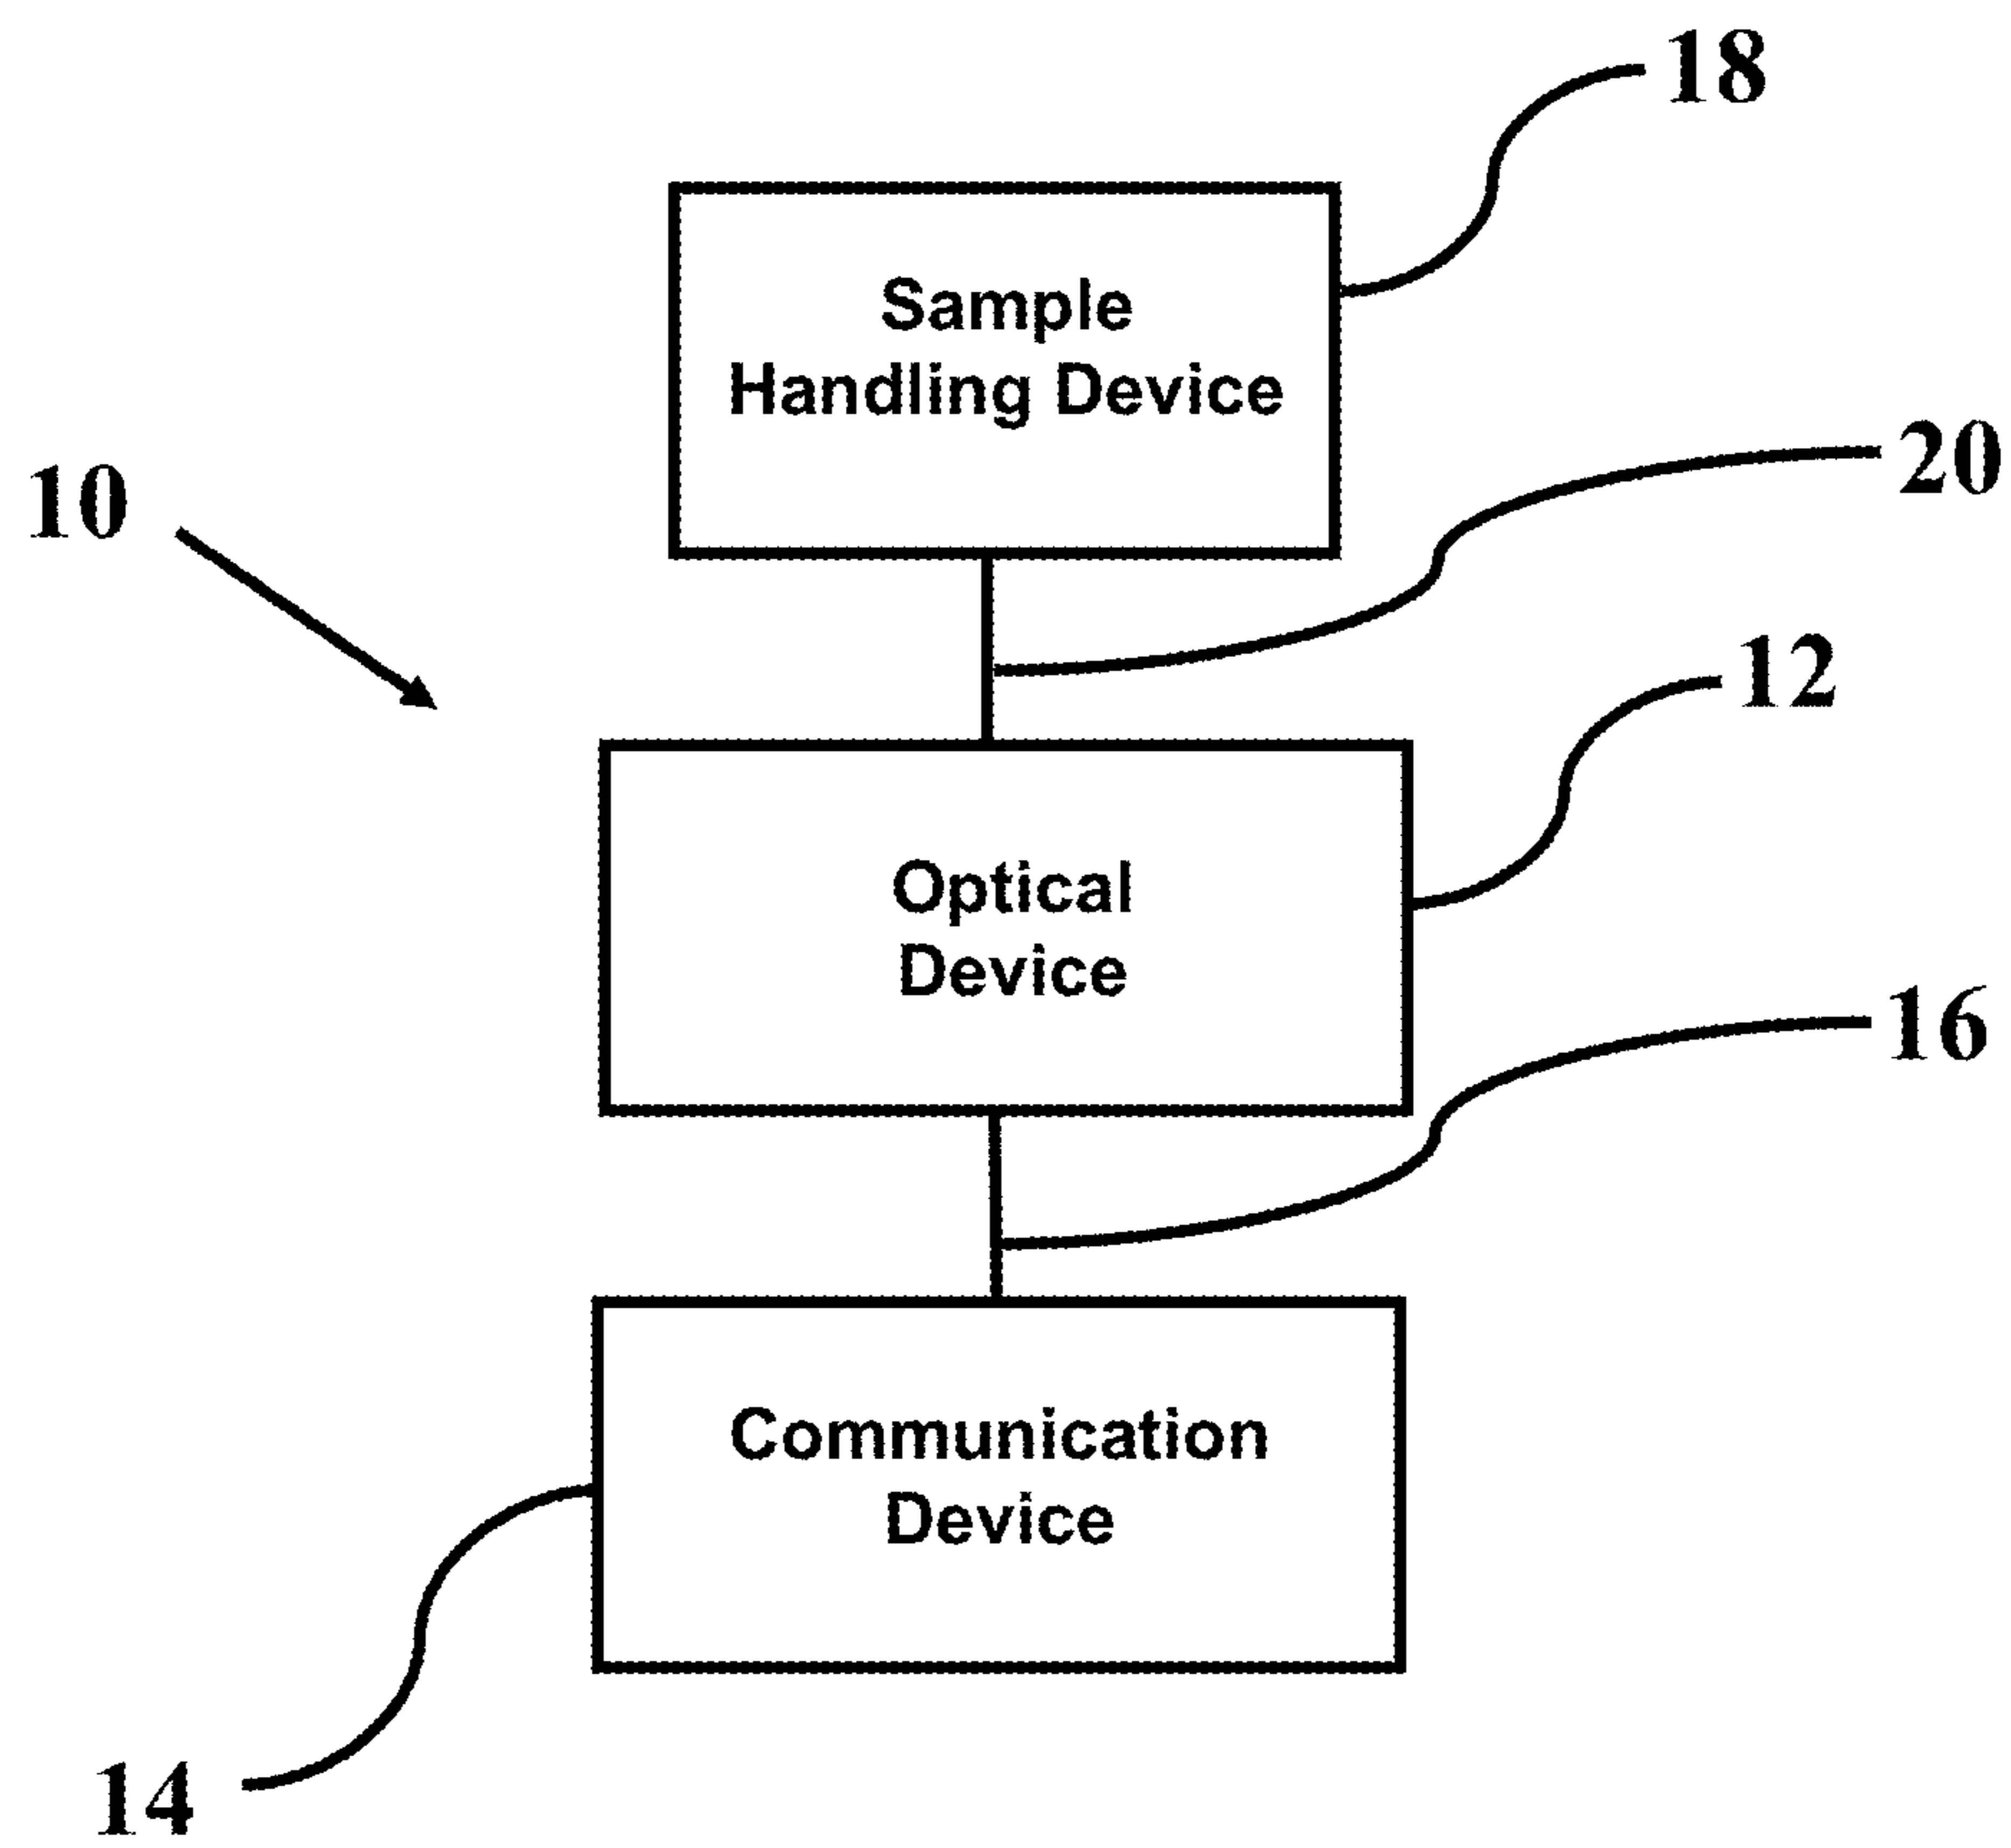 18
Sample
Handling Device
20
10
12
Optical
Device
16
Communication
Device
14